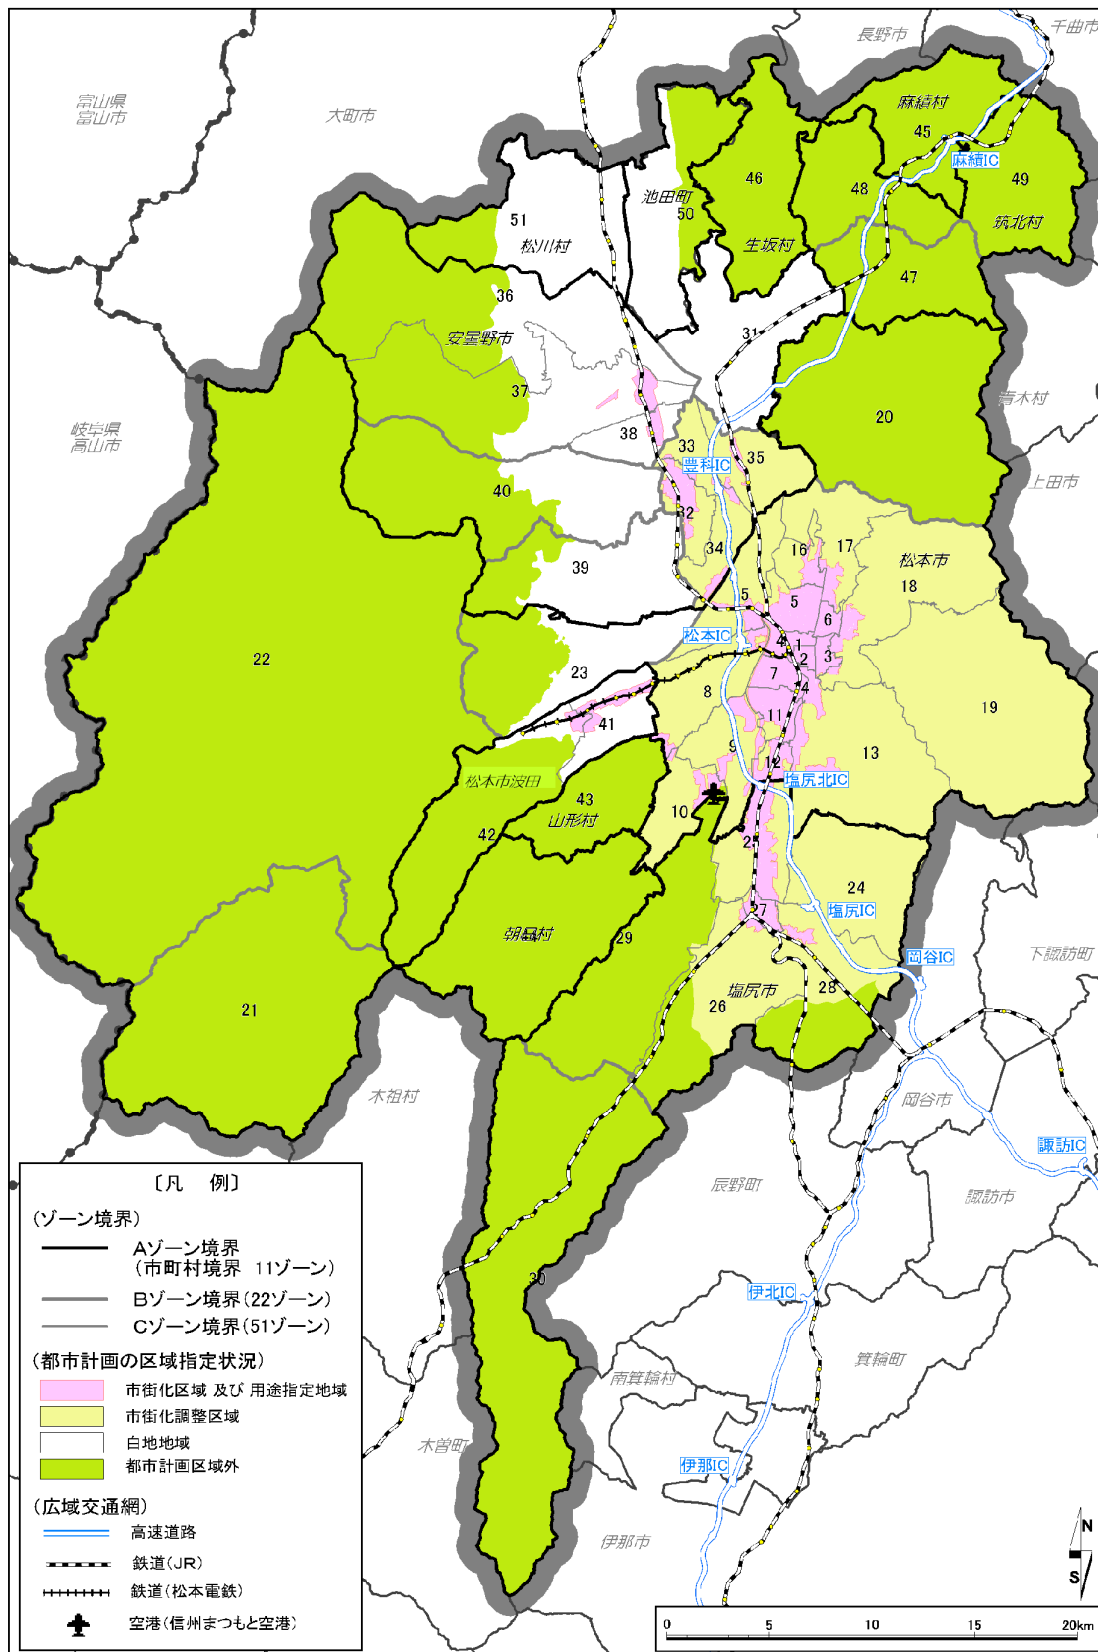 千曲市
長野市
富山県
富山市
大町市
麻績村
45
麻績IC
46
48
49
池田町
50
51
松川村
生坂村
筑北村
47
36
31
安曇野市
37
20
青木村
38
33
岐阜県
高山市
豊科IC
35
上田市
40
32
34
16
17
松本市
18
39
5
5
6
松本IC
4
1
2
3
22
23
7
8
4
19
41
11
9
13
12
松本市波田
塩尻北IC
43
10
山形村
42
25
24
27
塩尻IC
朝日村
44
29
岡谷IC
下諏訪町
塩尻市
28
26
21
木祖村
岡谷市
諏訪IC
辰野町
諏訪市
30
伊北IC
箕輪町
南箕輪村
木曽町
伊那IC
伊那市
〔凡 例〕
(ゾーン境界)
Aゾーン境界
(市町村境界 11ゾーン)
Bゾーン境界(22ゾーン)
Cゾーン境界(51ゾーン)
(都市計画の区域指定状況)
市街化区域 及び 用途指定地域
市街化調整区域
白地地域
都市計画区域外
(広域交通網)
高速道路
鉄道(JR)
鉄道(松本電鉄)
空港(信州まつもと空港)
N
S
0 5 10 15 20km